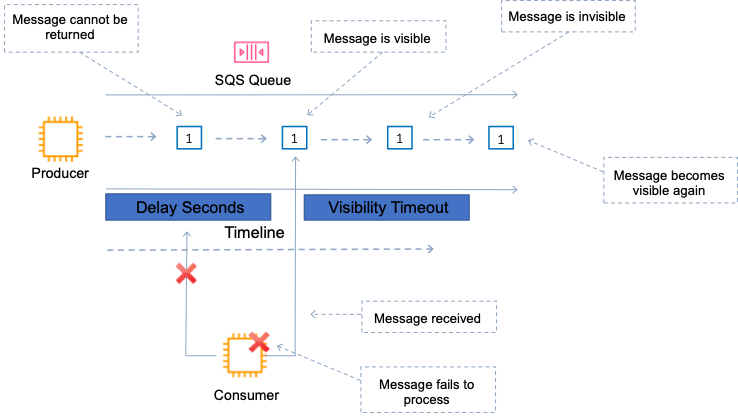 Message cannot be
returned
Message is visible
Message is invisible
SQS Queue
1
1
1
1
Producer
Message becomes
visible again
Delay Seconds
Visibility Timeout
Timeline
Message received
Message fails to
process
Consumer